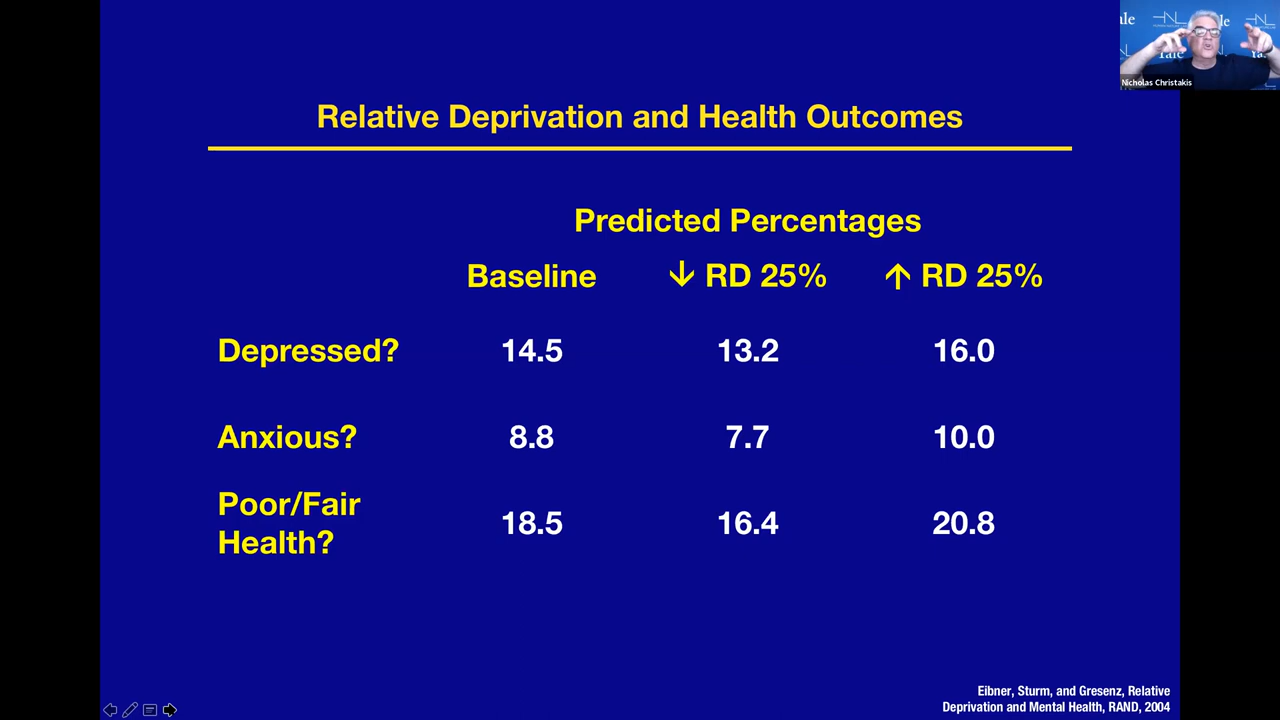 Yale
Nicholas Christakis
Relative Deprivation and Health Outcomes
Predicted Percentages
Baseline ↓ RD 25% ↑ RD 25%
Depressed? 14.5 13.2 16.0
Anxious? 8.8 7.7 10.0
Poor/Fair
Health? 18.5 16.4 20.8
Eibner, Sturm, and Gresenz, Relative
Deprivation and Mental Health, RAND, 2004